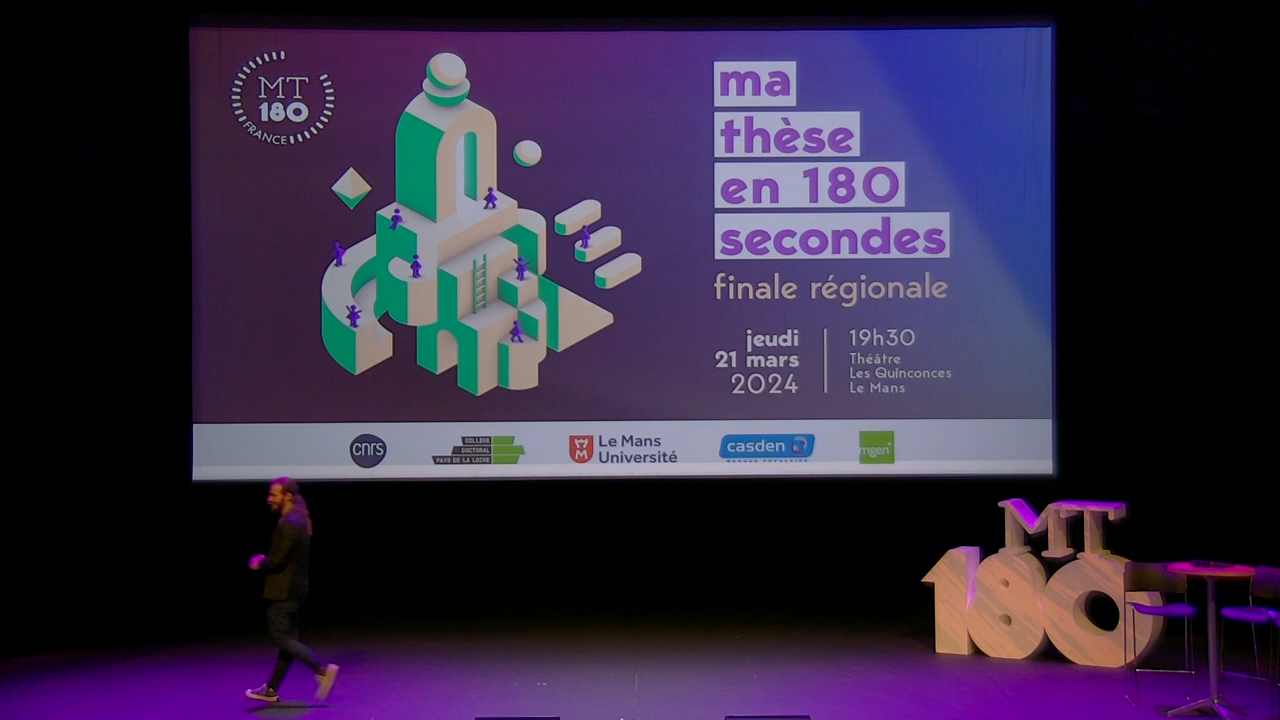 MT
180
FRANCE
ma
thèse
en 180
secondes
finale régionale
jeudi
21 mars
2024
19h30
Théâtre
Les Quinconces
Le Mans
cnrs
COLLÈGE
DOCTORAL
PAYS DE LA LOIRE
Le Mans
Université
casden
BANQUE POPULAIRE
mgen
MT
180